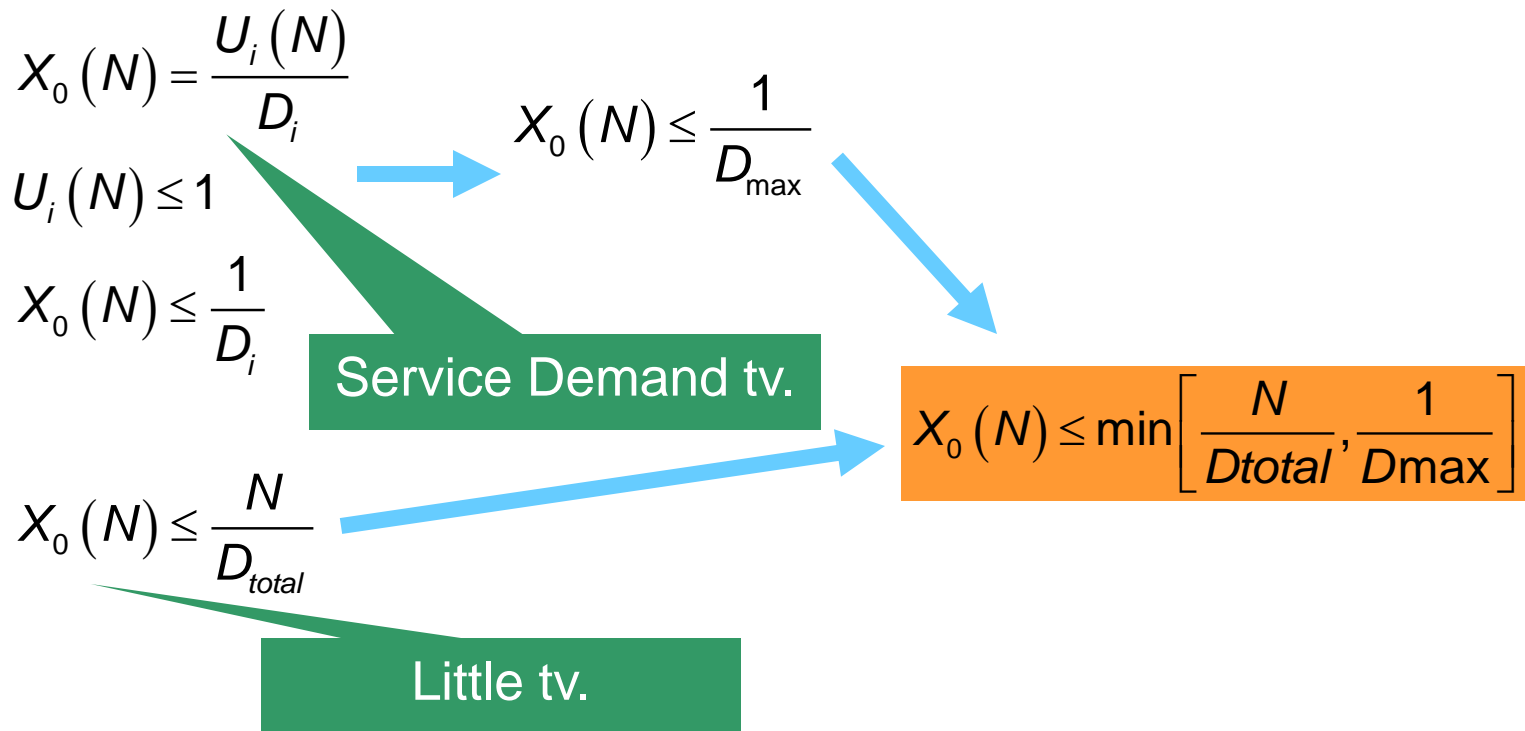 X₀(N) = Uᵢ(N) / Dᵢ
Uᵢ(N) ≤ 1
X₀(N) ≤ 1 / Dᵢ
X₀(N) ≤ 1 / D_max
Service Demand tv.
X₀(N) ≤ N / D_total
Little tv.
X₀(N) ≤ min[N / Dtotal, 1 / Dmax]